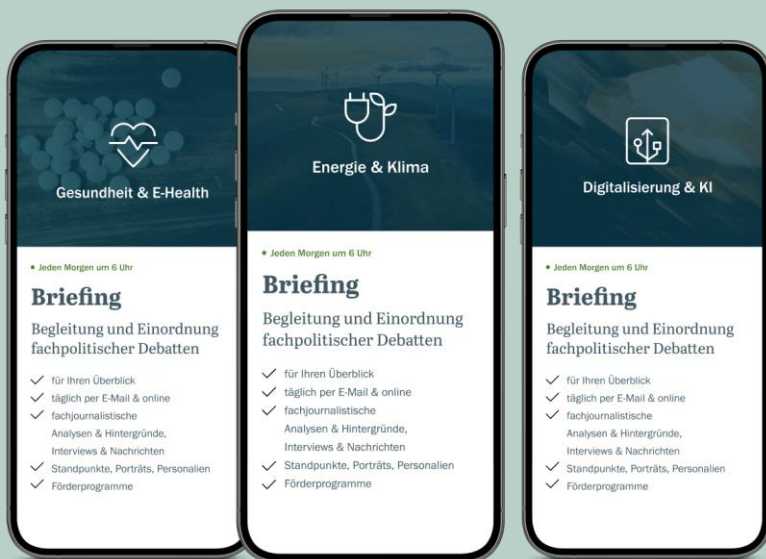 Gesundheit & E-Health
• Jeden Morgen um 6 Uhr
Briefing
Begleitung und Einordnung
fachpolitischer Debatten
für Ihren Überblick
täglich per E-Mail & online
fachjournalistische
Analysen & Hintergründe,
Interviews & Nachrichten
Standpunkte, Porträts, Personalien
Förderprogramme
Energie & Klima
• Jeden Morgen um 6 Uhr
Briefing
Begleitung und Einordnung
fachpolitischer Debatten
für Ihren Überblick
täglich per E-Mail & online
fachjournalistische
Analysen & Hintergründe,
Interviews & Nachrichten
Standpunkte, Porträts, Personalien
Förderprogramme
Digitalisierung & KI
• Jeden Morgen um 6 Uhr
Briefing
Begleitung und Einordnung
fachpolitischer Debatten
für Ihren Überblick
täglich per E-Mail & online
fachjournalistische
Analysen & Hintergründe,
Interviews & Nachrichten
Standpunkte, Porträts, Personalien
Förderprogramme